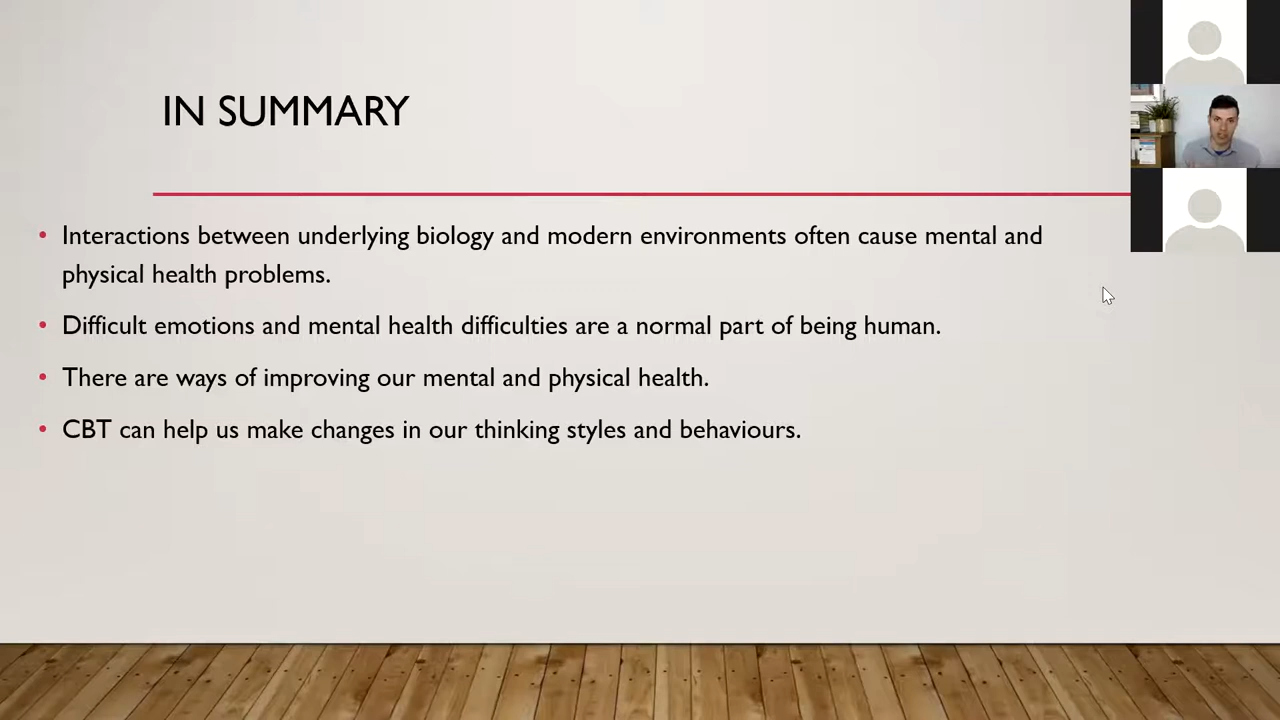 IN SUMMARY
• Interactions between underlying biology and modern environments often cause mental and
physical health problems.
• Difficult emotions and mental health difficulties are a normal part of being human.
• There are ways of improving our mental and physical health.
• CBT can help us make changes in our thinking styles and behaviours.